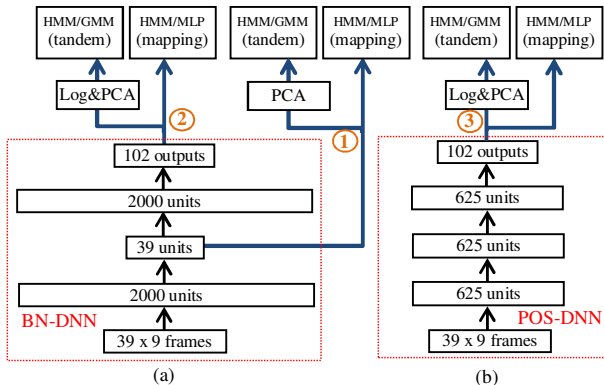 HMM/GMM (tandem)
HMM/MLP (mapping)
HMM/GMM (tandem)
HMM/MLP (mapping)
HMM/GMM (tandem)
HMM/MLP (mapping)
Log&PCA
PCA
Log&PCA
2
1
3
102 outputs
2000 units
39 units
2000 units
BN-DNN
39 x 9 frames
(a)
102 outputs
625 units
625 units
625 units
POS-DNN
39 x 9 frames
(b)